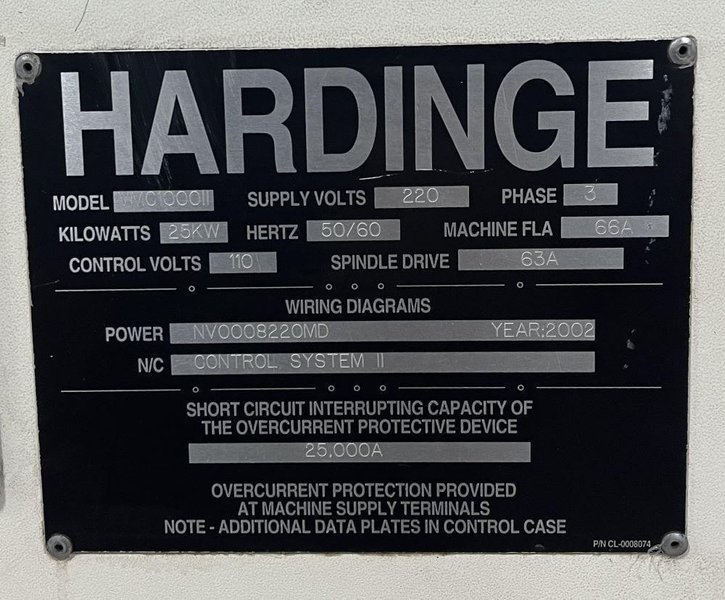 HARDINGE
MODEL VMC1000II SUPPLY VOLTS 220 PHASE 3
KILOWATTS 25KW HERTZ 50/60 MACHINE FLA 66A
CONTROL VOLTS 110 SPINDLE DRIVE 63A
WIRING DIAGRAMS
POWER NV0008220MD YEAR:2002
N/C CONTROL SYSTEM II
SHORT CIRCUIT INTERRUPTING CAPACITY OF
THE OVERCURRENT PROTECTIVE DEVICE
25,000A
OVERCURRENT PROTECTION PROVIDED
AT MACHINE SUPPLY TERMINALS
NOTE - ADDITIONAL DATA PLATES IN CONTROL CASE
P/N CL-0008074